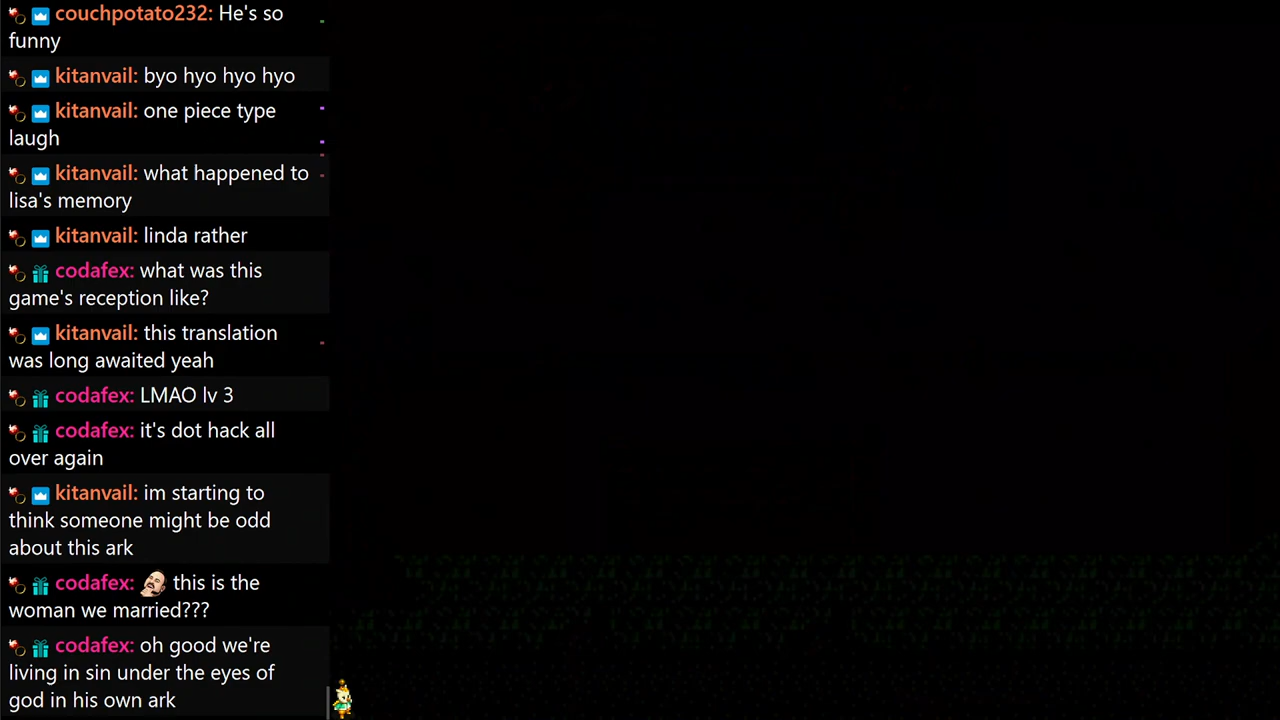 couchpotato232: He's so
funny
kitanvail: byo hyo hyo hyo
kitanvail: one piece type
laugh
kitanvail: what happened to
lisa's memory
kitanvail: linda rather
codafex: what was this
game's reception like?
kitanvail: this translation
was long awaited yeah
codafex: LMAO lv 3
codafex: it's dot hack all
over again
kitanvail: im starting to
think someone might be odd
about this ark
codafex: this is the
woman we married???
codafex: oh good we're
living in sin under the eyes of
god in his own ark